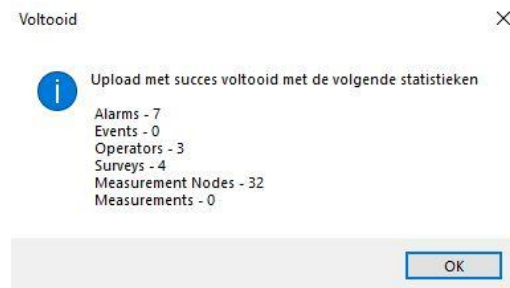 Voltooid
Upload met succes voltooid met de volgende statistieken
Alarms - 7
Events - 0
Operators - 3
Surveys - 4
Measurement Nodes - 32
Measurements - 0
OK